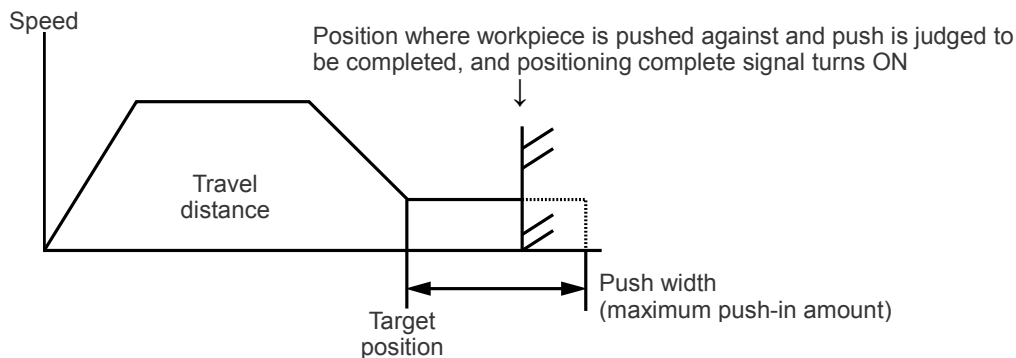 Speed
Position where workpiece is pushed against and push is judged to
be completed, and positioning complete signal turns ON
Travel
distance
Push width
(maximum push-in amount)
Target
position